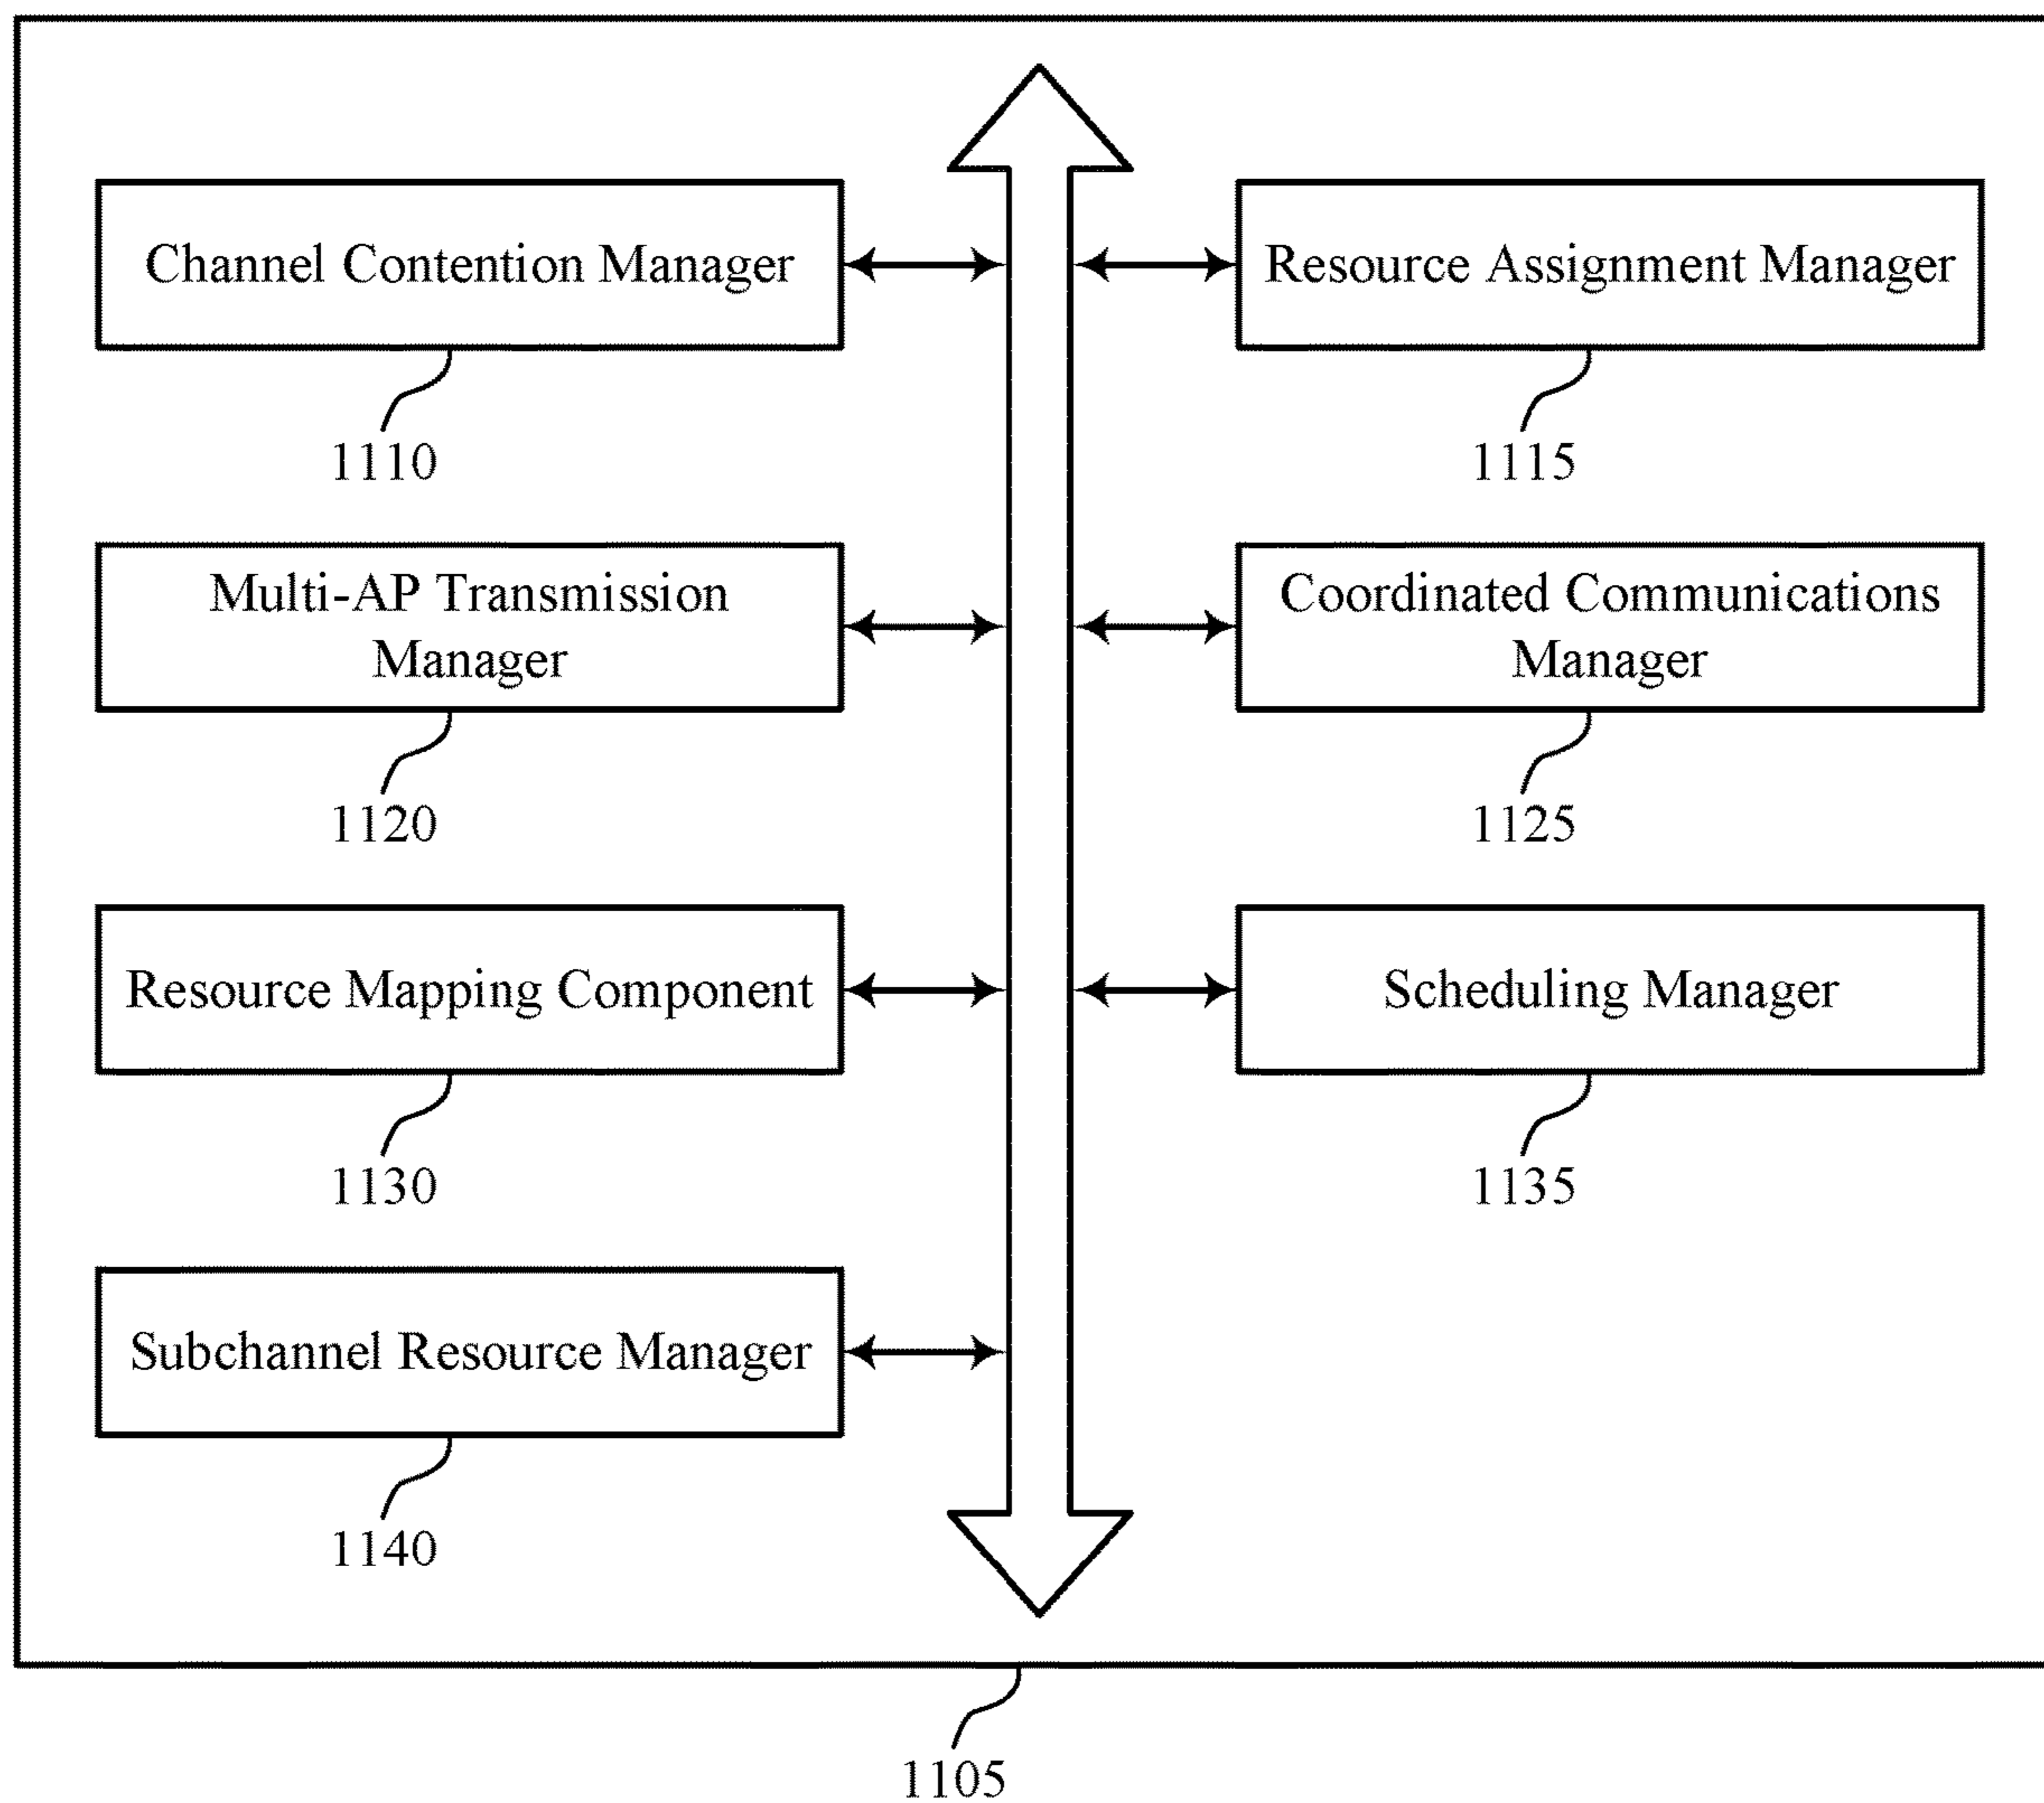 Channel Contention Manager
Resource Assignment Manager
1110
1115
Multi-AP Transmission
Manager
Coordinated Communications
Manager
1120
1125
Resource Mapping Component
Scheduling Manager
1130
1135
Subchannel Resource Manager
1140
1105